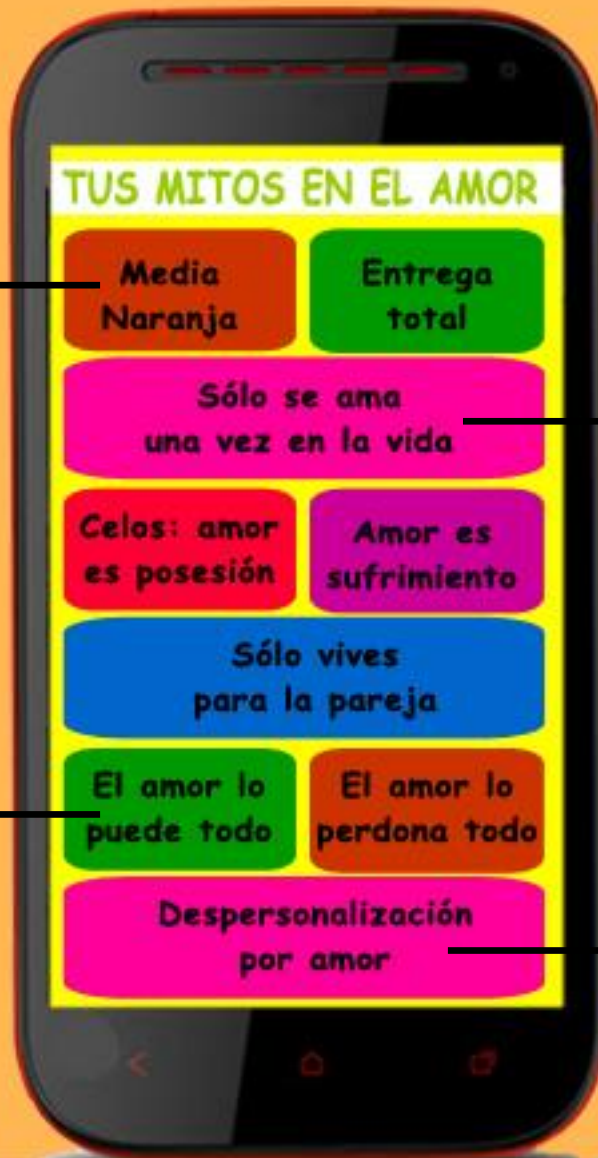 TUS MITOS EN EL AMOR
Media
Naranja
Entrega
total
Sólo se ama
una vez en la vida
Celos: amor
es posesión
Amor es
sufrimiento
Sólo vives
para la pareja
El amor lo
puede todo
El amor lo
perdona todo
Despersonalización
por amor